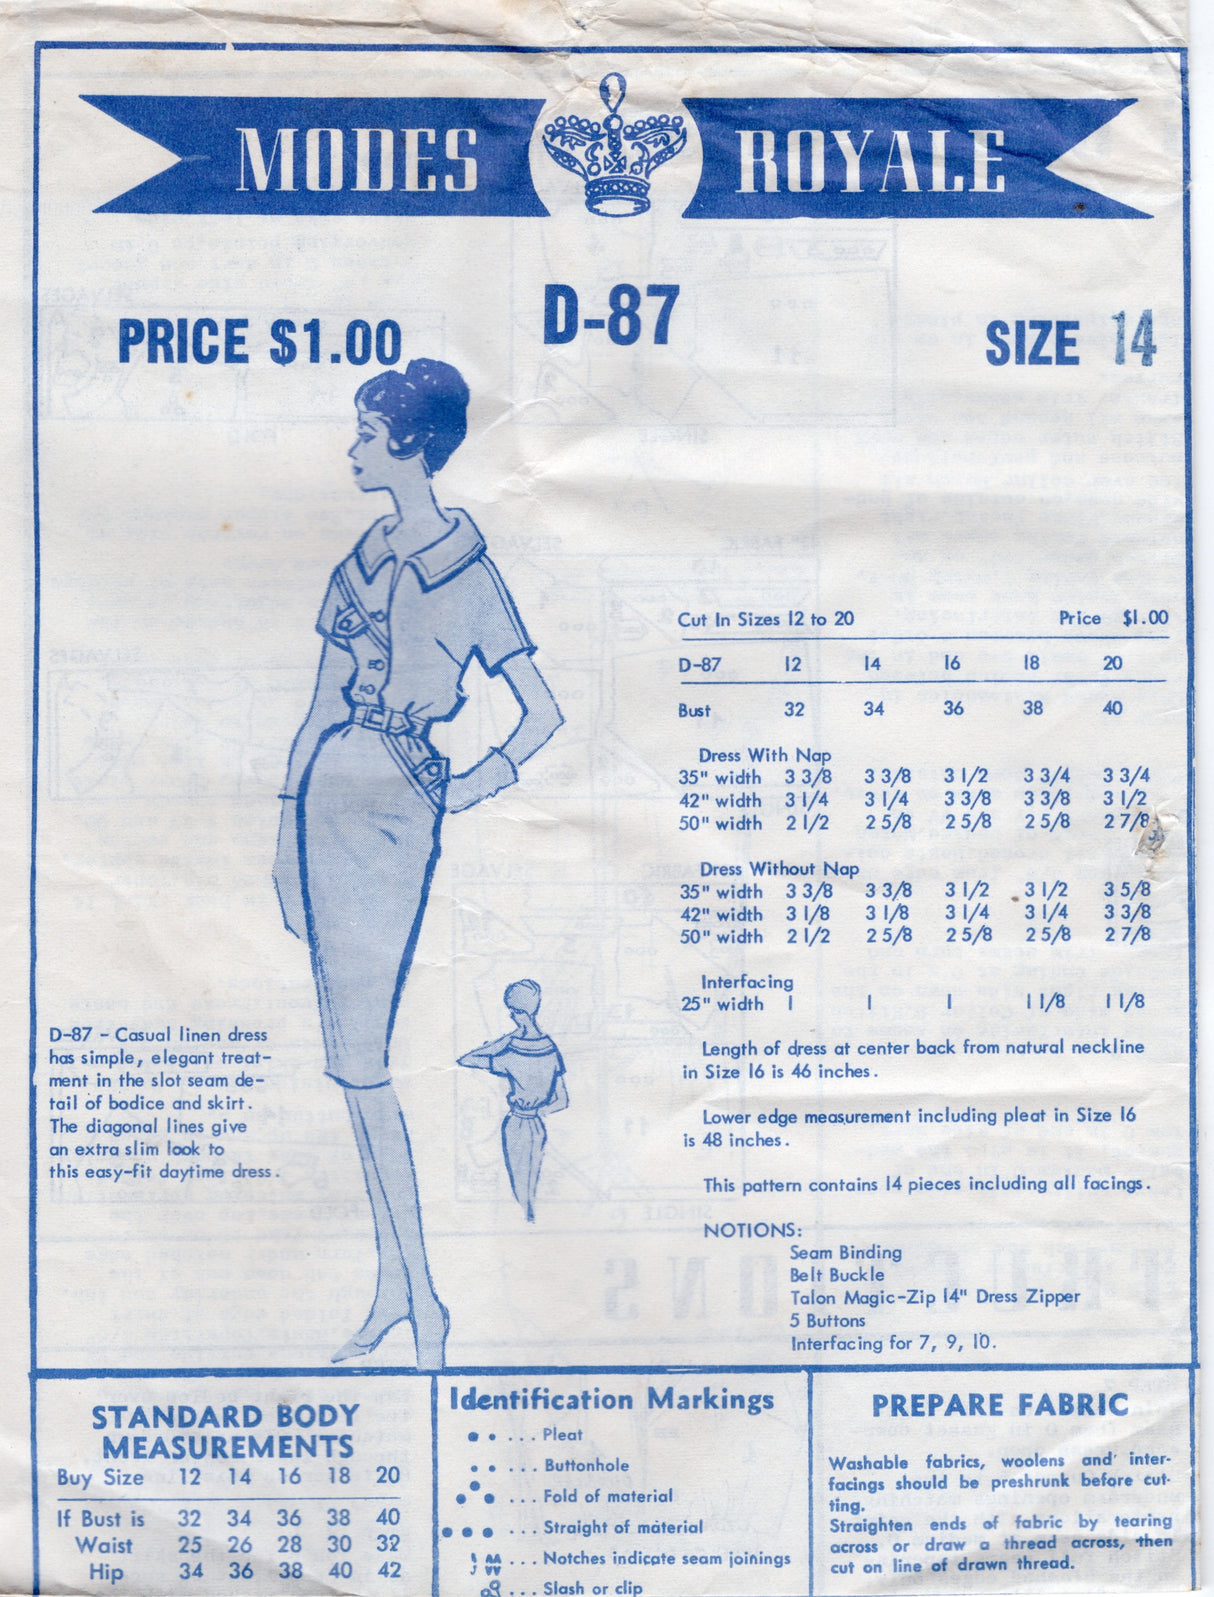 MODES ROYALE
D-87
PRICE $1.00
SIZE 14
Cut In Sizes 12 to 20 Price $1.00
D-87 12 14 16 18 20
Bust 32 34 36 38 40
Dress With Nap
35" width 3 3/8 3 3/8 3 1/2 3 3/4 3 3/4
42" width 3 1/4 3 1/4 3 3/8 3 3/8 3 1/2
50" width 2 1/2 2 5/8 2 5/8 2 5/8 2 7/8
Dress Without Nap
35" width 3 3/8 3 3/8 3 1/2 3 1/2 3 5/8
42" width 3 1/8 3 1/8 3 1/4 3 1/4 3 3/8
50" width 2 1/2 2 5/8 2 5/8 2 5/8 2 7/8
Interfacing
25" width 1 1 1 1 1/8 1 1/8
Length of dress at center back from natural neckline
in Size 16 is 46 inches.
Lower edge measurement including pleat in Size 16
is 48 inches.
This pattern contains 14 pieces including all facings.
NOTIONS:
Seam Binding
Belt Buckle
Talon Magic-Zip 14" Dress Zipper
5 Buttons
Interfacing for 7, 9, 10.
D-87 - Casual linen dress
has simple, elegant treat-
ment in the slot seam de-
tail of bodice and skirt.
The diagonal lines give
an extra slim look to
this easy-fit daytime dress.
STANDARD BODY
MEASUREMENTS
Buy Size 12 14 16 18 20
If Bust is 32 34 36 38 40
Waist 25 26 28 30 32
Hip 34 36 38 40 42
Identification Markings
... Pleat
... Buttonhole
... Fold of material
... Straight of material
... Notches indicate seam joinings
... Slash or clip
PREPARE FABRIC
Washable fabrics, woolens and inter-
facings should be preshrunk before cut-
ting.
Straighten ends of fabric by tearing
across or draw a thread across, then
cut on line of drawn thread.